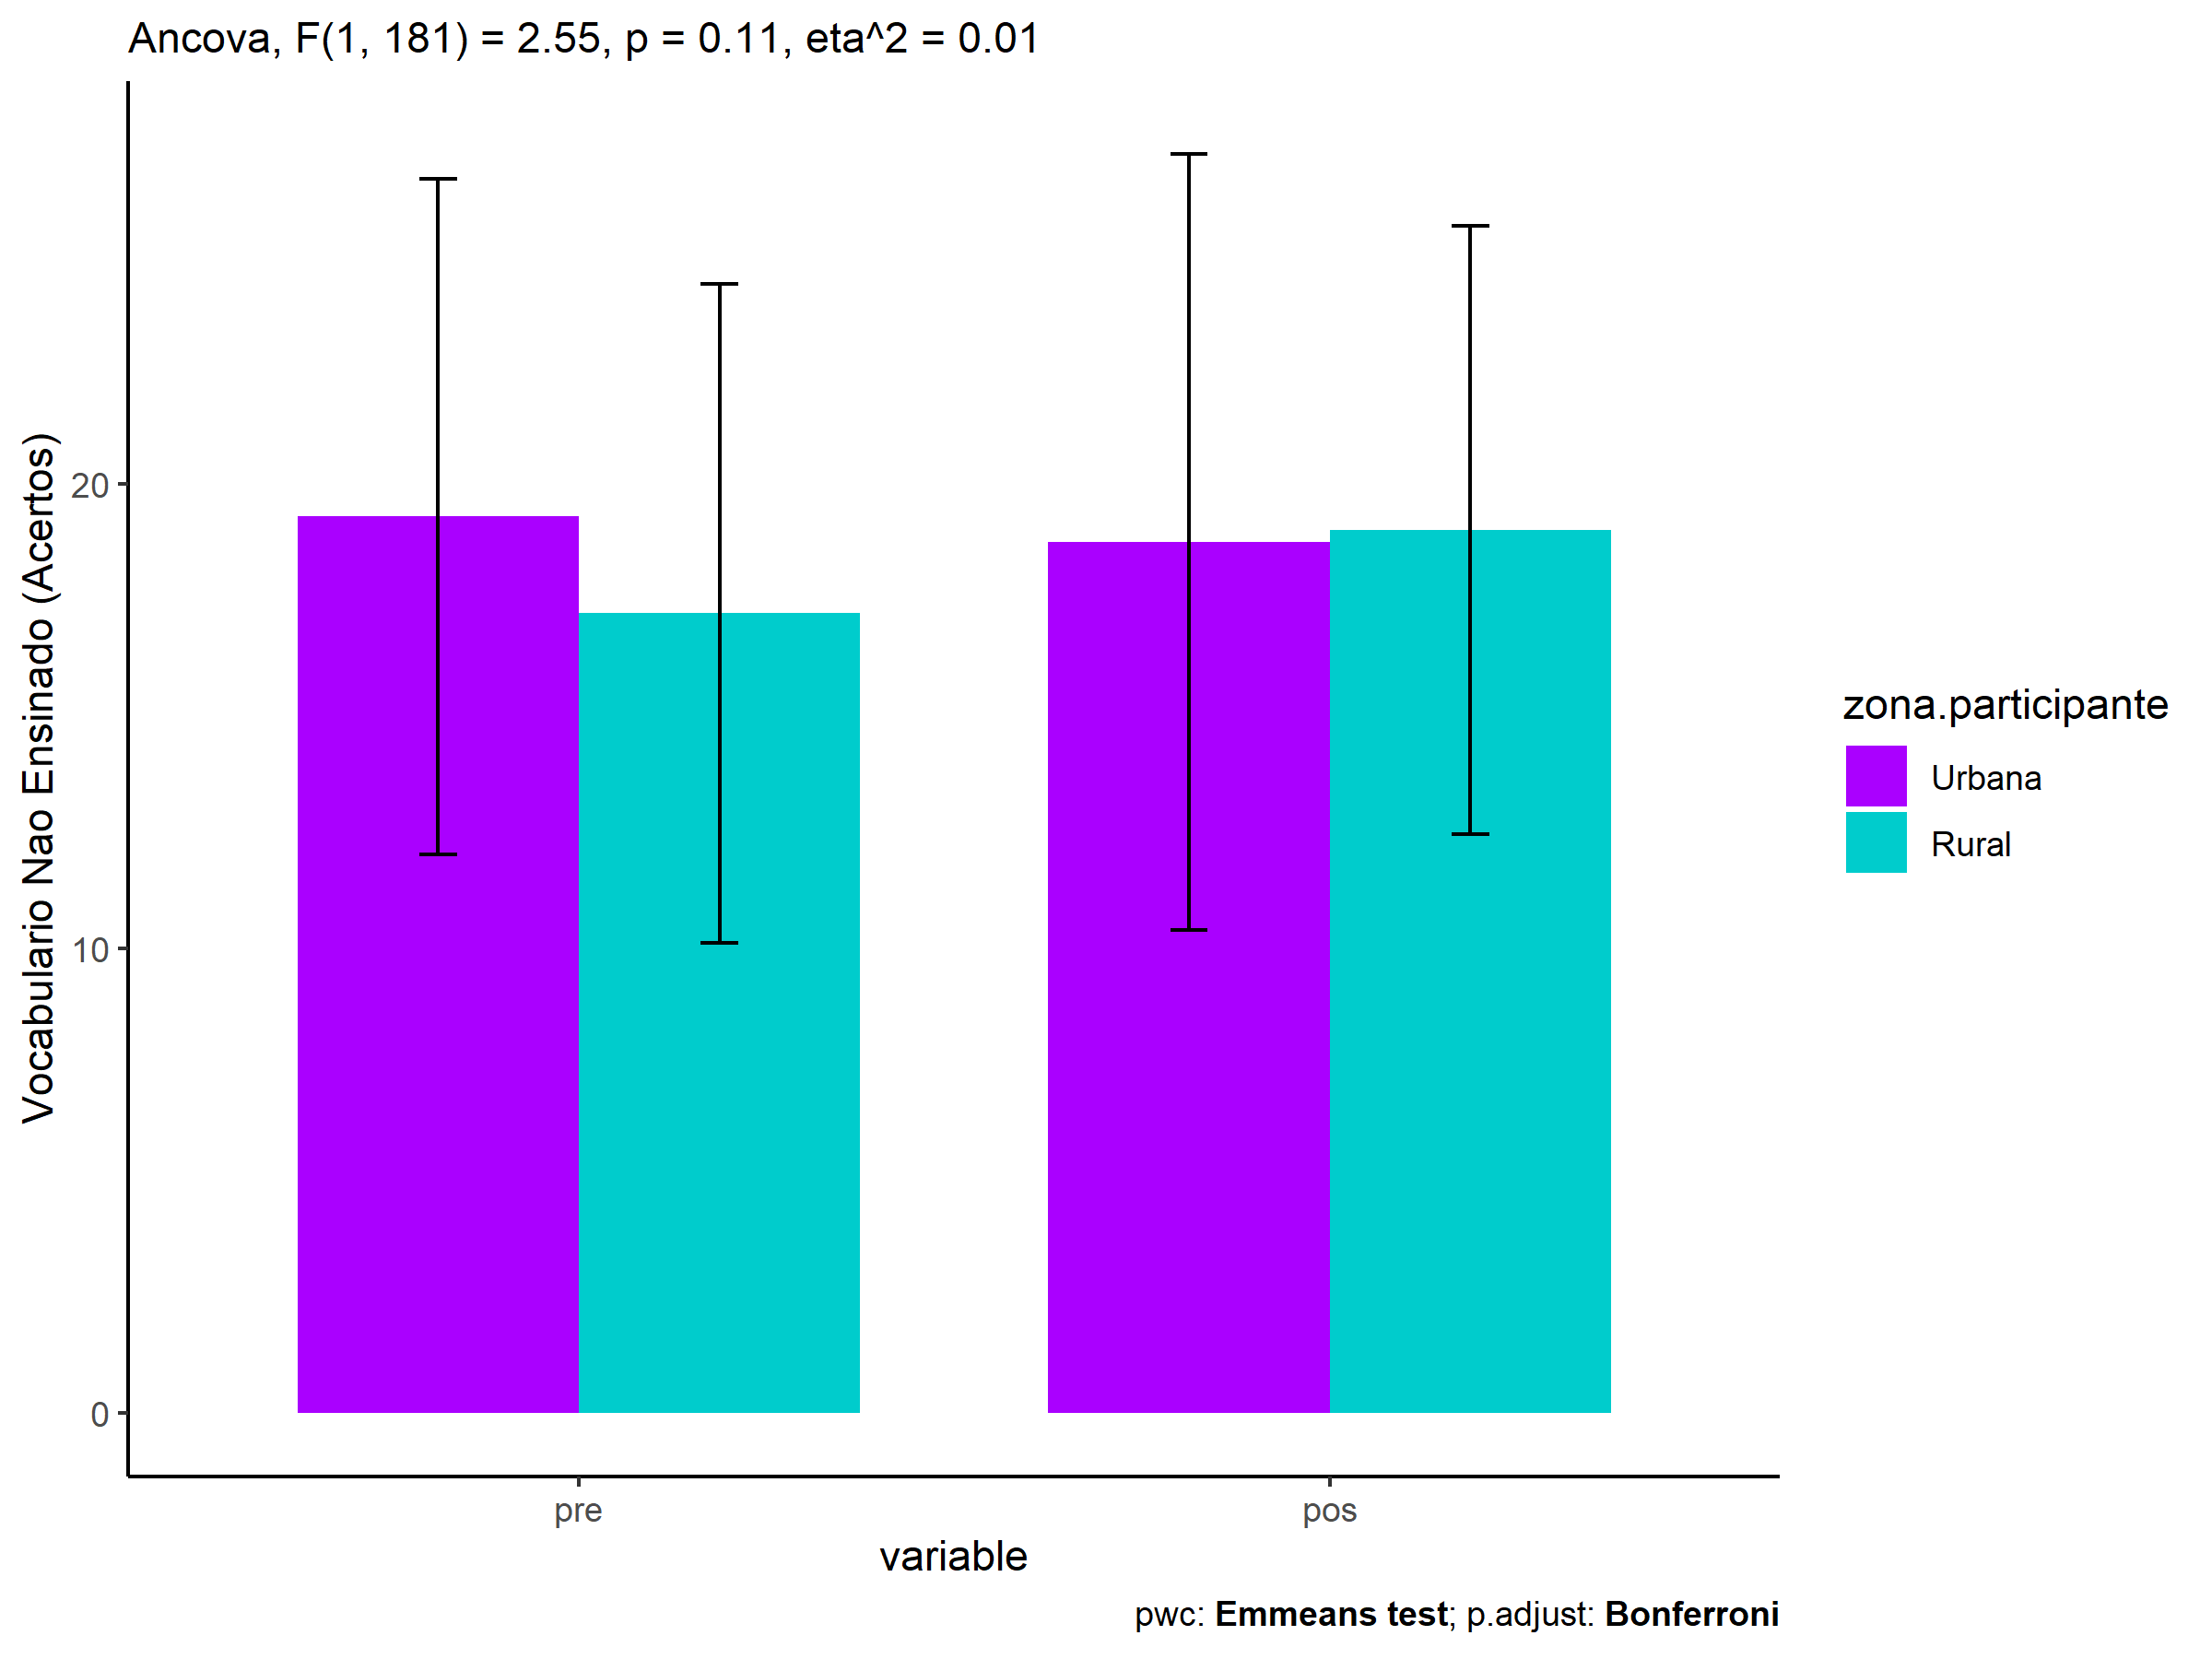 Ancova, F(1, 181) = 2.55, p = 0.11, eta^2 = 0.01
Vocabulario Nao Ensinado (Acertos)
20
10
0
pre
pos
variable
zona.participante
Urbana
Rural
pwc: Emmeans test; p.adjust: Bonferroni